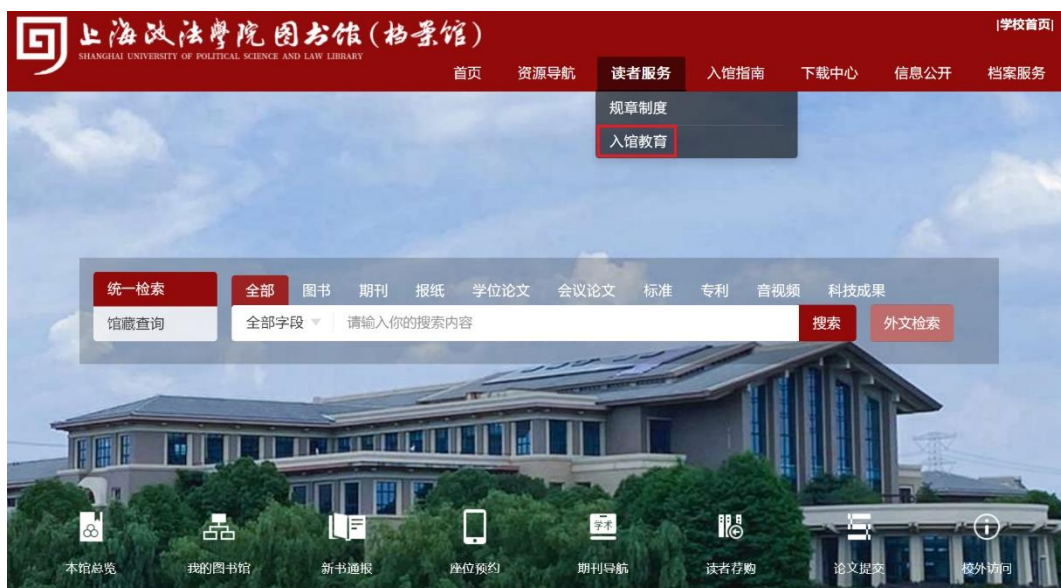 上海政法學院图书馆(档案馆)
SHANGHAI UNIVERSITY OF POLITICAL SCIENCE AND LAW LIBRARY
|学校首页|
首页 资源导航 读者服务 入馆指南 下载中心 信息公开 档案服务
规章制度
入馆教育
统一检索 全部 图书 期刊 报纸 学位论文 会议论文 标准 专利 音视频 科技成果
馆藏查询 全部字段 请输入你的搜索内容 搜索 外文检索
学术
本馆总览 我的图书馆 新书通报 座位预约 期刊导航 读者荐购 论文提交 校外访问